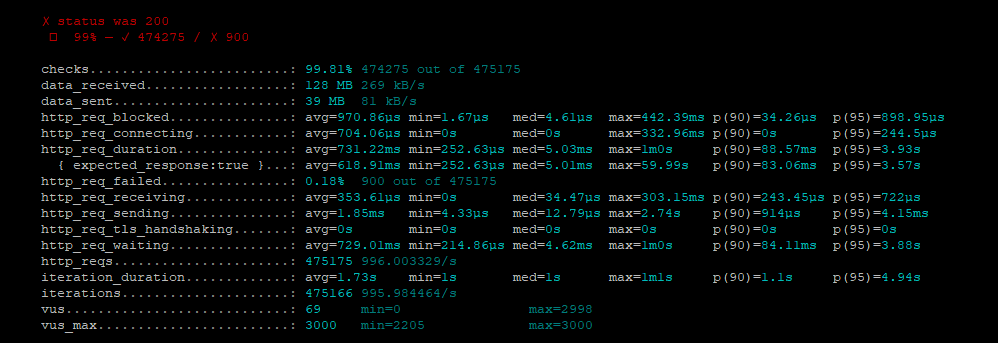 X status was 200
 □  99% — ✓ 474275 / X 900
checks.........................: 99.81% 474275 out of 475175
data_received..................: 128 MB 269 kB/s
data_sent......................: 39 MB  81 kB/s
http_req_blocked...............: avg=970.86µs min=1.67µs   med=4.61µs  max=442.39ms p(90)=34.26µs  p(95)=898.95µs
http_req_connecting............: avg=704.06µs min=0s       med=0s      max=332.96ms p(90)=0s       p(95)=244.5µs
http_req_duration..............: avg=731.22ms min=252.63µs med=5.03ms  max=1m0s     p(90)=88.57ms  p(95)=3.93s
  { expected_response:true }...: avg=618.91ms min=252.63µs med=5.01ms  max=59.99s   p(90)=83.06ms  p(95)=3.57s
http_req_failed................: 0.18%  900 out of 475175
http_req_receiving.............: avg=353.61µs min=0s       med=34.47µs max=303.15ms p(90)=243.45µs p(95)=722µs
http_req_sending...............: avg=1.85ms   min=4.33µs   med=12.79µs max=2.74s    p(90)=914µs    p(95)=4.15ms
http_req_tls_handshaking.......: avg=0s       min=0s       med=0s      max=0s       p(90)=0s       p(95)=0s
http_req_waiting...............: avg=729.01ms min=214.86µs med=4.62ms  max=1m0s     p(90)=84.11ms  p(95)=3.88s
http_reqs......................: 475175 996.003329/s
iteration_duration.............: avg=1.73s    min=1s       med=1s      max=1m1s     p(90)=1.1s     p(95)=4.94s
iterations.....................: 475166 995.984464/s
vus............................: 69     min=0                max=2998
vus_max........................: 3000   min=2205             max=3000